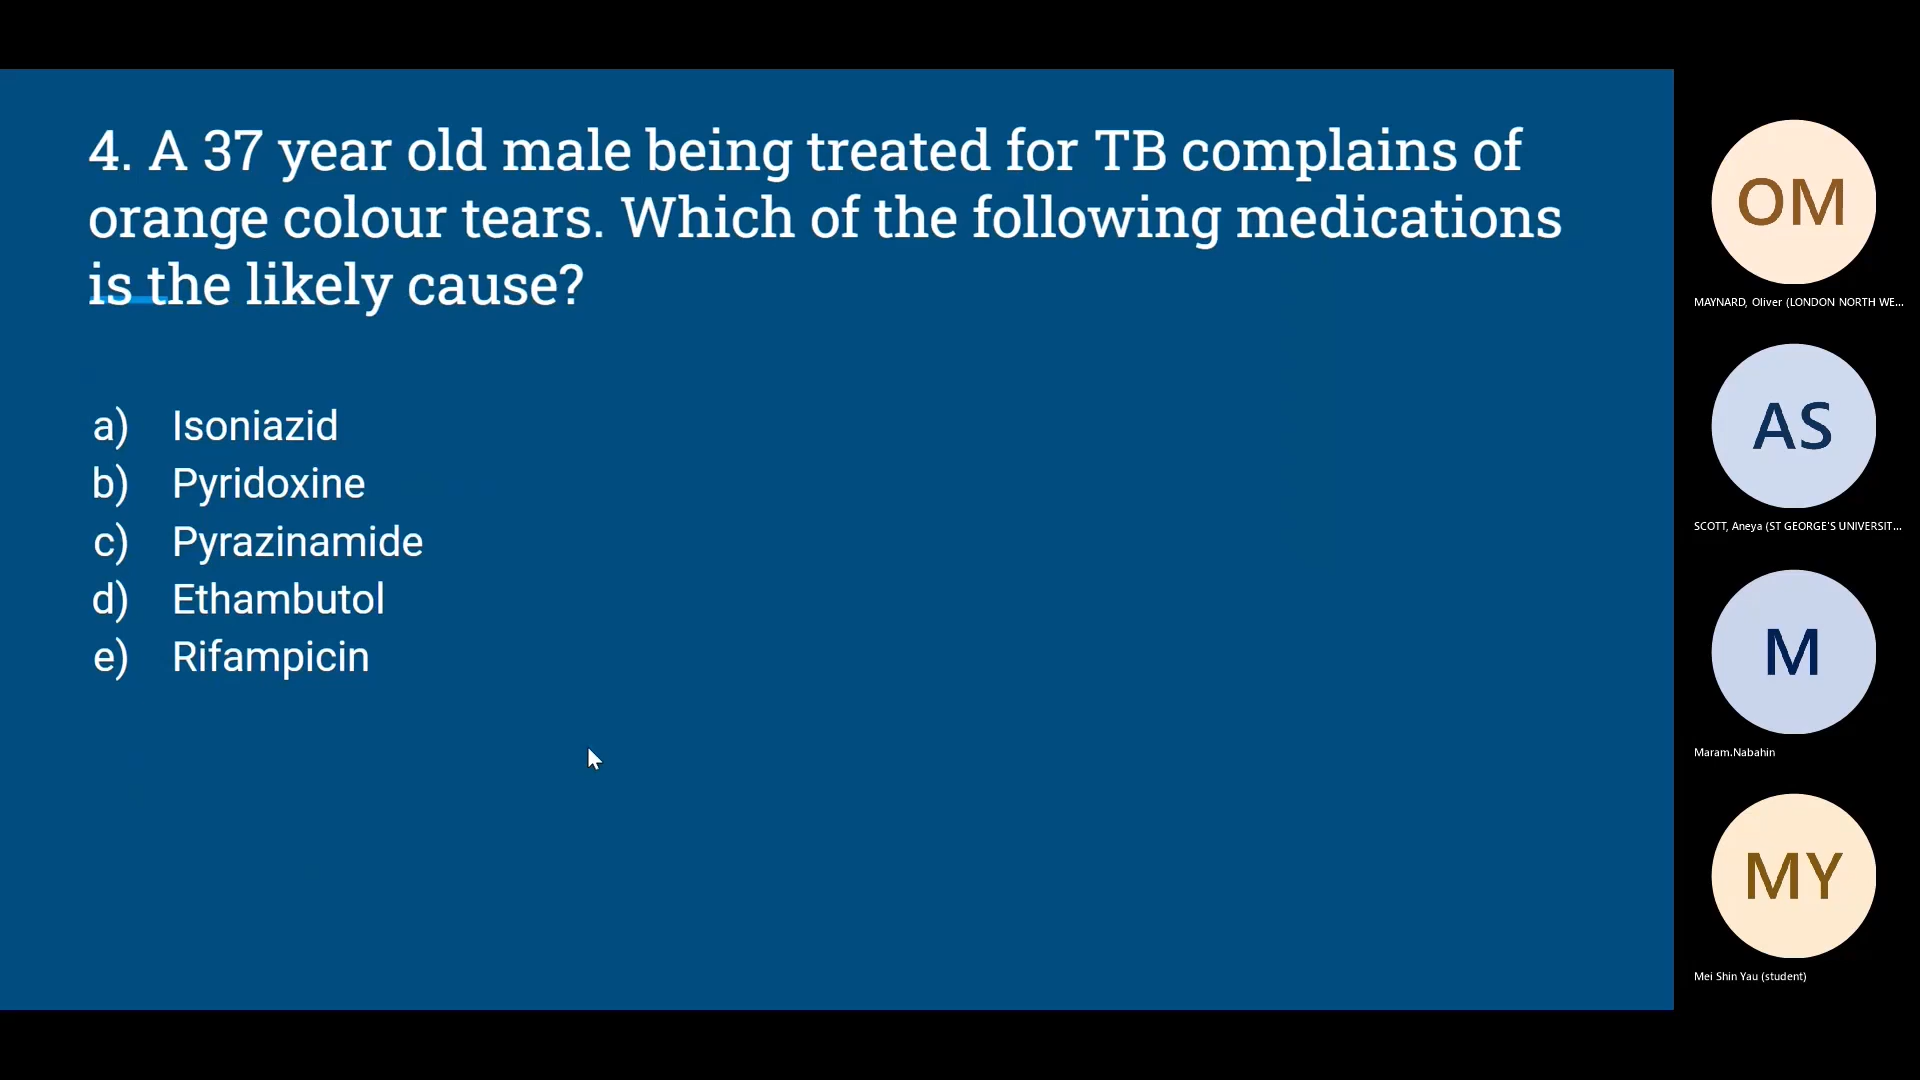 4. A 37 year old male being treated for TB complains of
orange colour tears. Which of the following medications
is the likely cause?
a) Isoniazid
b) Pyridoxine
c) Pyrazinamide
d) Ethambutol
e) Rifampicin
OM
MAYNARD, Oliver (LONDON NORTH WE...
AS
SCOTT, Aneya (ST GEORGE'S UNIVERSIT...
M
Maram.Nabahin
MY
Mei Shin Yau (student)